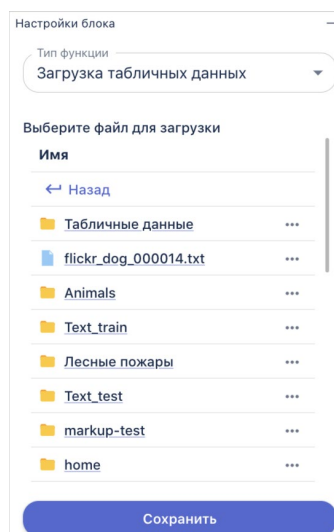 Настройки блока
Тип функции
Загрузка табличных данных
Выберите файл для загрузки
Имя
Назад
Табличные данные
flickr_dog_000014.txt
Animals
Text_train
Лесные пожары
Text_test
markup-test
home
Сохранить